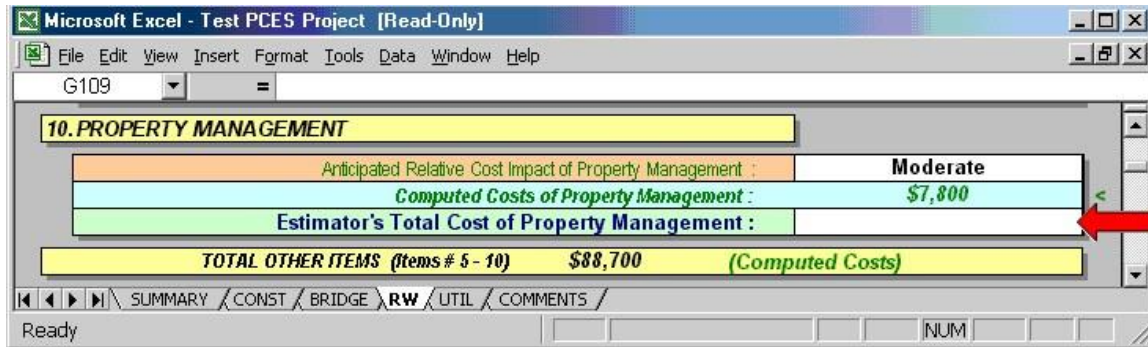 Microsoft Excel - Test PCES Project [Read-Only]
File Edit View Insert Format Tools Data Window Help
G109 =
10. PROPERTY MANAGEMENT
Anticipated Relative Cost Impact of Property Management : Moderate
Computed Costs of Property Management : $7,800 <
Estimator's Total Cost of Property Management :
TOTAL OTHER ITEMS (Items # 5 - 10) $88,700 (Computed Costs)
SUMMARY / CONST / BRIDGE \ RW / UTIL / COMMENTS /
Ready NUM